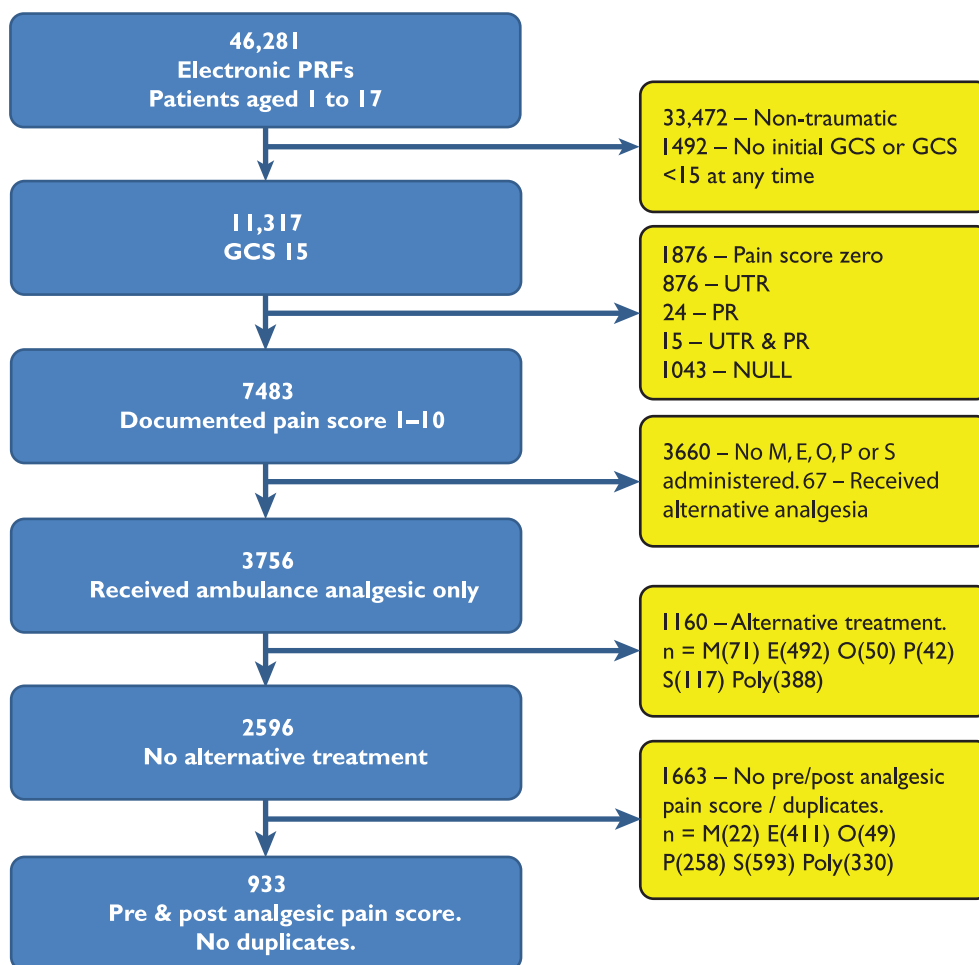 46,281
Electronic PRFs
Patients aged 1 to 17
33,472 – Non-traumatic
1492 – No initial GCS or GCS
<15 at any time
11,317
GCS 15
1876 – Pain score zero
876 – UTR
24 – PR
15 – UTR & PR
1043 – NULL
7483
Documented pain score 1–10
3660 – No M, E, O, P or S
administered. 67 – Received
alternative analgesia
3756
Received ambulance analgesic only
1160 – Alternative treatment.
n = M(71) E(492) O(50) P(42)
S(117) Poly(388)
2596
No alternative treatment
1663 – No pre/post analgesic
pain score / duplicates.
n = M(22) E(411) O(49)
P(258) S(593) Poly(330)
933
Pre & post analgesic pain score.
No duplicates.